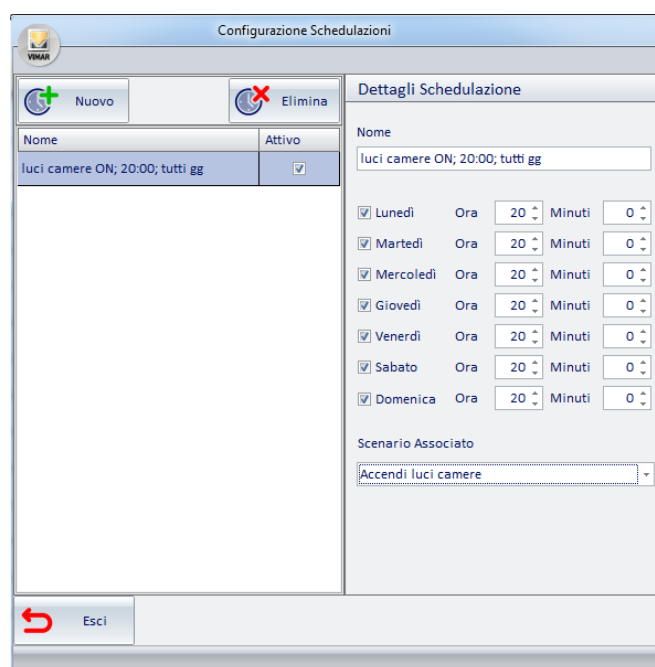 Configurazione Schedulazioni
VIMAR
Nuovo
Elimina
Nome Attivo
luci camere ON; 20:00; tutti gg
Dettagli Schedulazione
Nome
luci camere ON; 20:00; tutti gg
Lunedì Ora 20 Minuti 0
Martedì Ora 20 Minuti 0
Mercoledì Ora 20 Minuti 0
Giovedì Ora 20 Minuti 0
Venerdì Ora 20 Minuti 0
Sabato Ora 20 Minuti 0
Domenica Ora 20 Minuti 0
Scenario Associato
Accendi luci camere
Esci